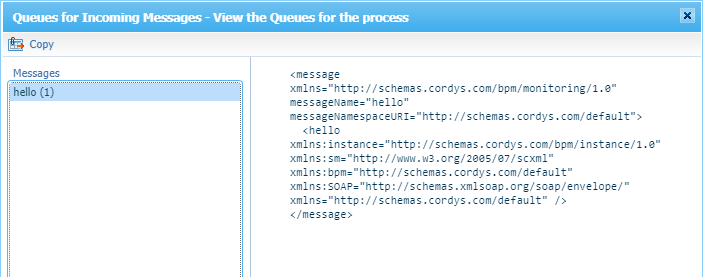 Queues for Incoming Messages - View the Queues for the process
Copy
Messages
hello (1)
<message
xmlns="http://schemas.cordys.com/bpm/monitoring/1.0"
messageName="hello"
messageNamespaceURI="http://schemas.cordys.com/default">
<hello
xmlns:instance="http://schemas.cordys.com/bpm/instance/1.0"
xmlns:sm="http://www.w3.org/2005/07/scxml"
xmlns:bpm="http://schemas.cordys.com/default"
xmlns:SOAP="http://schemas.xmlsoap.org/soap/envelope/"
xmlns="http://schemas.cordys.com/default" />
</message>